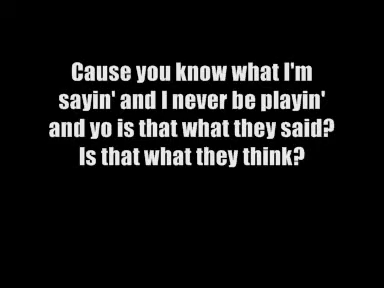 Cause you know what I'm
sayin' and I never be playin'
and yo is that what they said?
Is that what they think?